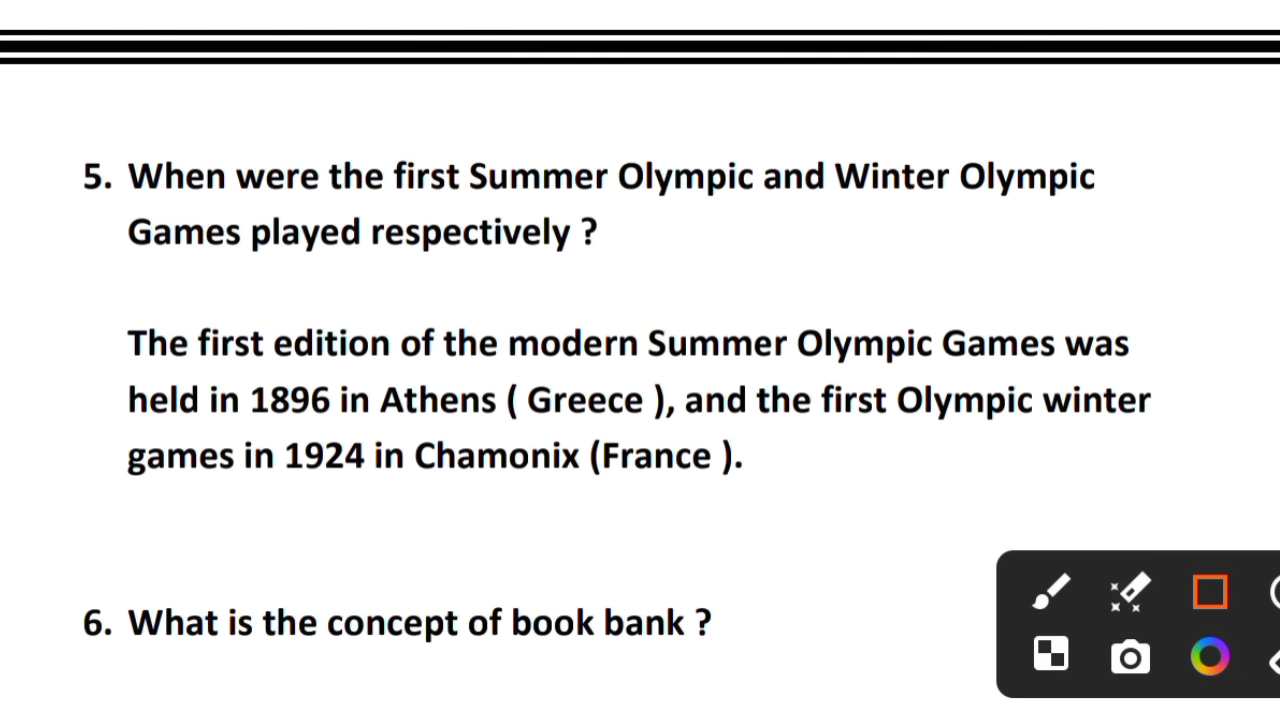 5. When were the first Summer Olympic and Winter Olympic
Games played respectively ?
The first edition of the modern Summer Olympic Games was
held in 1896 in Athens ( Greece ), and the first Olympic winter
games in 1924 in Chamonix (France ).
6. What is the concept of book bank ?